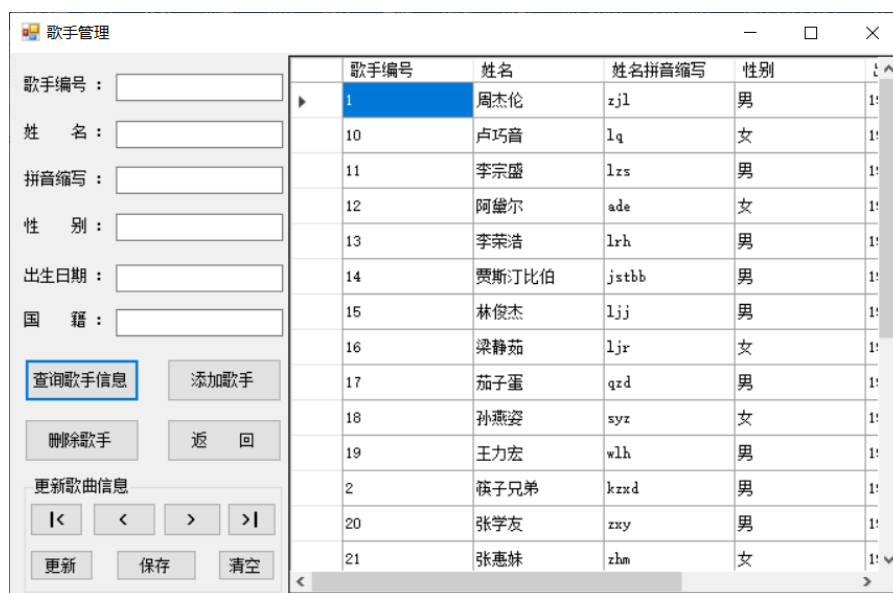 歌手管理
歌手编号：
姓 名：
拼音缩写：
性 别：
出生日期：
国 籍：
查询歌手信息 添加歌手
删除歌手 返 回
更新歌曲信息
|< < > >|
更新 保存 清空
歌手编号 姓名 姓名拼音缩写 性别
1 周杰伦 zjl 男
10 卢巧音 lq 女
11 李宗盛 lzs 男
12 阿黛尔 ade 女
13 李荣浩 lrh 男
14 贾斯汀比伯 jstbb 男
15 林俊杰 ljj 男
16 梁静茹 ljr 女
17 茄子蛋 qzd 男
18 孙燕姿 syz 女
19 王力宏 wlh 男
2 筷子兄弟 kzxd 男
20 张学友 zxy 男
21 张惠妹 zhm 女